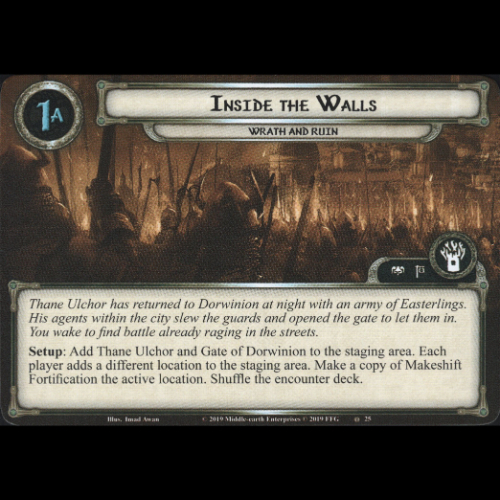 1A
INSIDE THE WALLS
WRATH AND RUIN
Thane Ulchor has returned to Dorwinion at night with an army of Easterlings.
His agents within the city slew the guards and opened the gate to let them in.
You wake to find battle already raging in the streets.
Setup: Add Thane Ulchor and Gate of Dorwinion to the staging area. Each
player adds a different location to the staging area. Make a copy of Makeshift
Fortification the active location. Shuffle the encounter deck.
Illus. Imad Awan © 2019 Middle-earth Enterprises © 2019 FFG 25